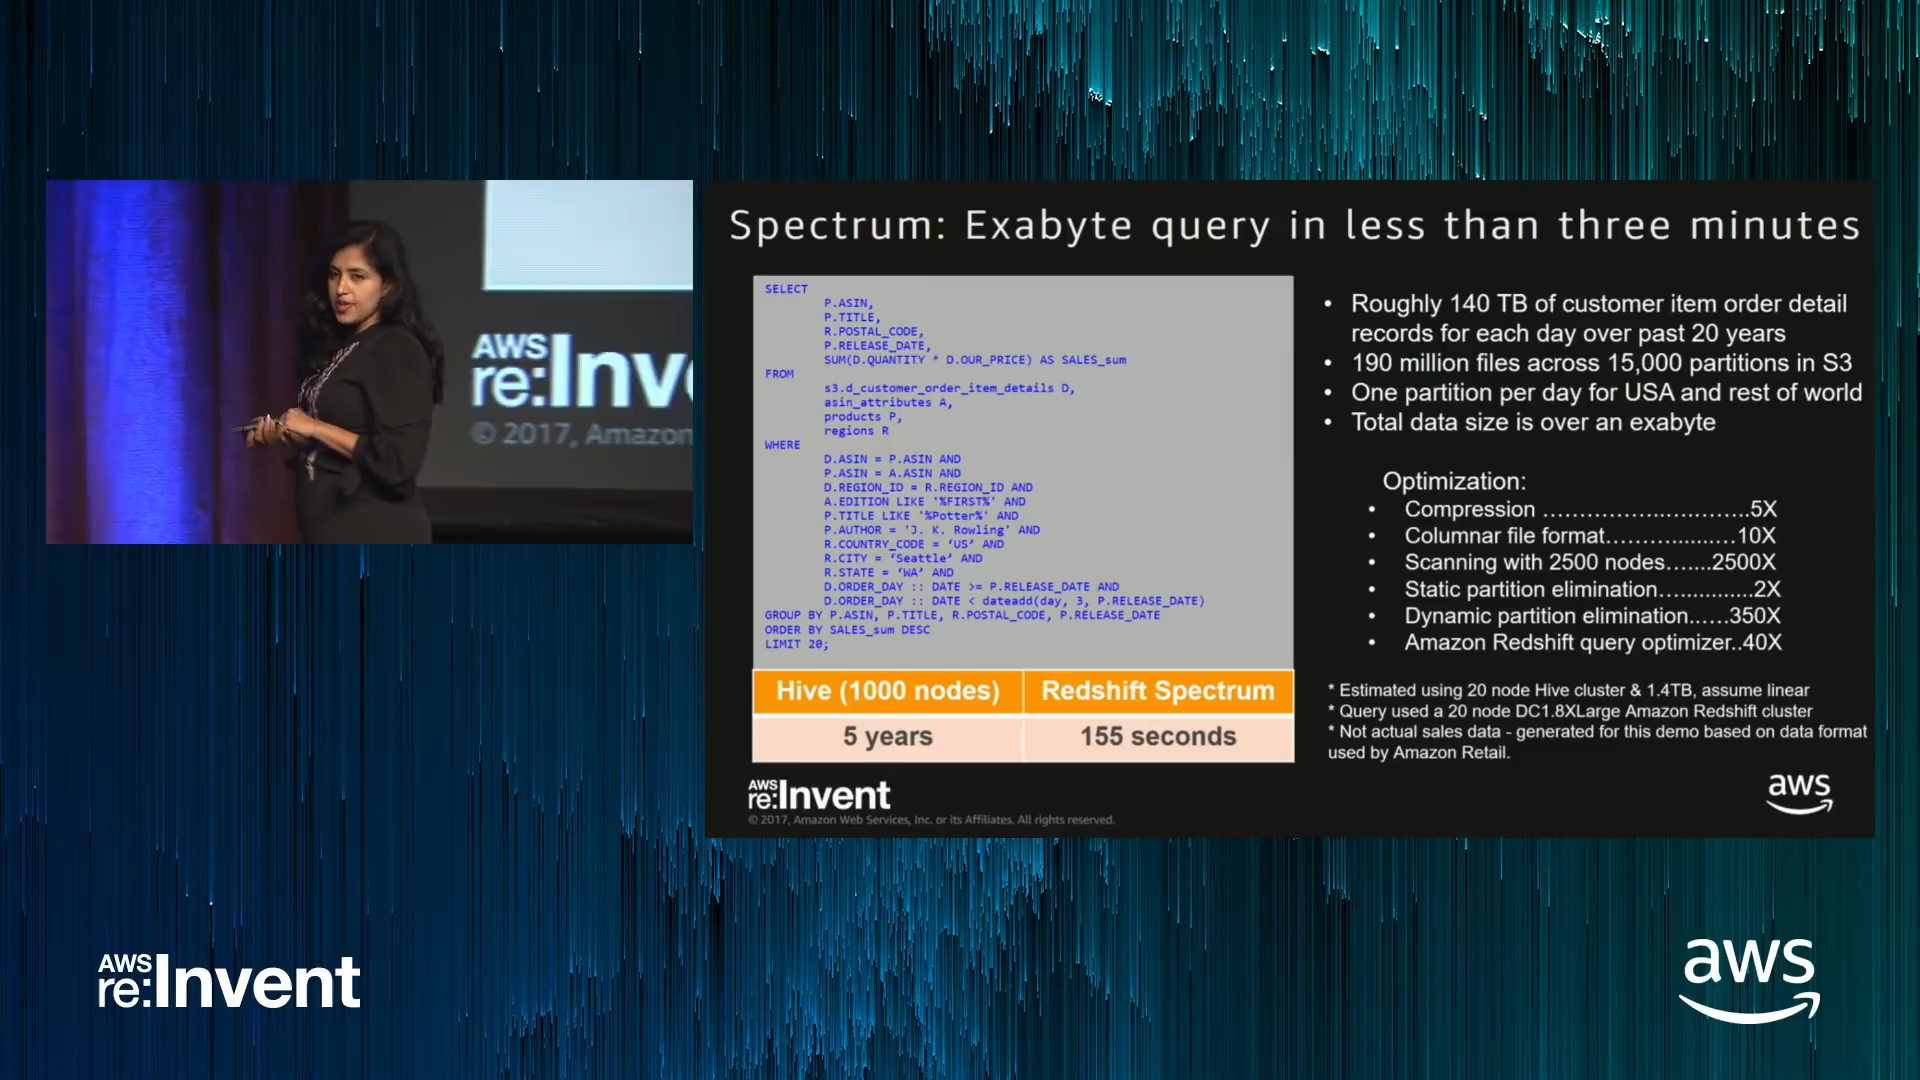 AWS
re:Inv
© 2017, Amazon
Spectrum: Exabyte query in less than three minutes
SELECT
P.ASIN,
P.TITLE,
R.POSTAL_CODE,
P.RELEASE_DATE,
SUM(D.QUANTITY * D.OUR_PRICE) AS SALES_sum
FROM
s3.d_customer_order_item_details D,
asin_attributes A,
products P,
regions R
WHERE
D.ASIN = P.ASIN AND
P.ASIN = A.ASIN AND
D.REGION_ID = R.REGION_ID AND
A.EDITION LIKE '%FIRST%' AND
P.TITLE LIKE '%Potter%' AND
P.AUTHOR = 'J. K. Rowling' AND
R.COUNTRY_CODE = ‘US’ AND
R.CITY = ‘Seattle’ AND
R.STATE = ‘WA’ AND
D.ORDER_DAY :: DATE >= P.RELEASE_DATE AND
D.ORDER_DAY :: DATE < dateadd(day, 3, P.RELEASE_DATE)
GROUP BY P.ASIN, P.TITLE, R.POSTAL_CODE, P.RELEASE_DATE
ORDER BY SALES_sum DESC
LIMIT 20;
Hive (1000 nodes) Redshift Spectrum
5 years 155 seconds
• Roughly 140 TB of customer item order detail
records for each day over past 20 years
• 190 million files across 15,000 partitions in S3
• One partition per day for USA and rest of world
• Total data size is over an exabyte
Optimization:
• Compression ……………..………….5X
• Columnar file format………..........…10X
• Scanning with 2500 nodes…....2500X
• Static partition elimination…............2X
• Dynamic partition elimination..….350X
• Amazon Redshift query optimizer..40X
* Estimated using 20 node Hive cluster & 1.4TB, assume linear
* Query used a 20 node DC1.8XLarge Amazon Redshift cluster
* Not actual sales data - generated for this demo based on data format
used by Amazon Retail.
AWS
re:Invent
© 2017, Amazon Web Services, Inc. or its Affiliates. All rights reserved.
aws
AWS
re:Invent
aws